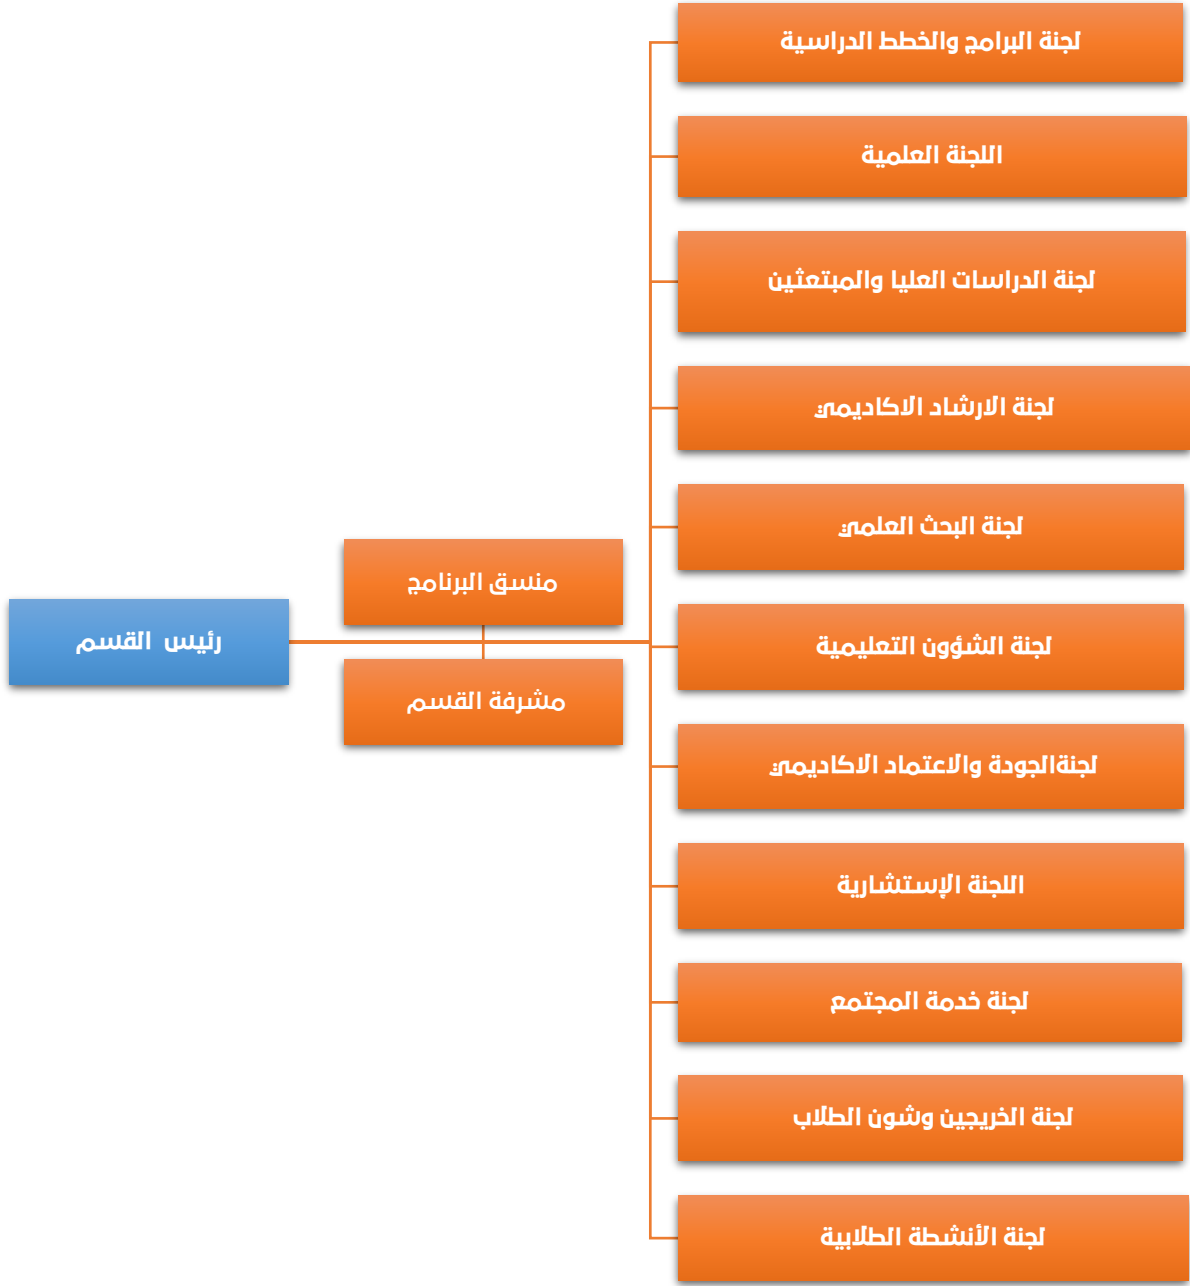 لجنة البرامج والخطط الدراسية
اللجنة العلمية
لجنة الدراسات العليا والمبتعثين
لجنة الارشاد الاكاديمي
لجنة البحث العلمي
منسق البرنامج
رئيس القسم
لجنة الشؤون التعليمية
مشرفة القسم
لجنةالجودة والاعتماد الاكاديمي
اللجنة الإستشارية
لجنة خدمة المجتمع
لجنة الخريجين وشون الطلاب
لجنة الأنشطة الطلابية